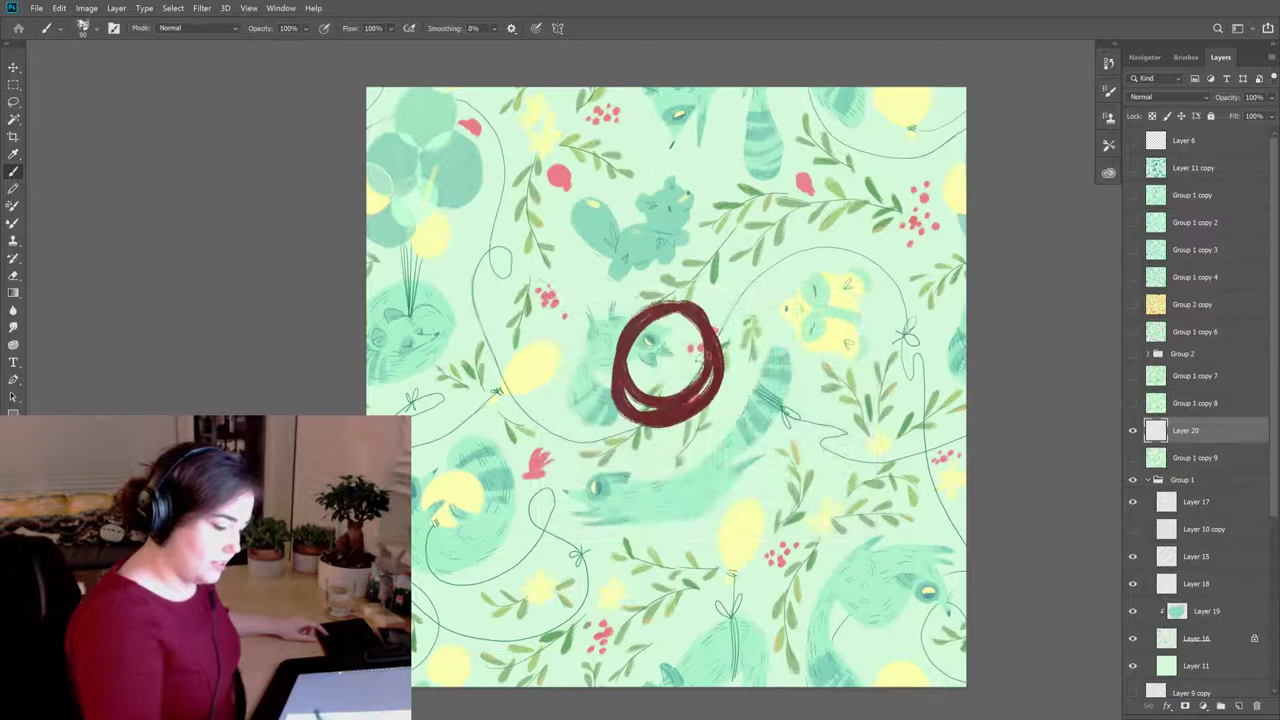 Ps File Edit Image Layer Type Select Filter 3D View Window Help
90 Mode: Normal Opacity: 100% Flow: 100% Smoothing: 0%
Navigator Brushes Layers
Kind
Normal Opacity: 100%
Lock: Fill: 100%
Layer 6
Layer 11 copy
Group 1 copy
Group 1 copy 2
Group 1 copy 3
Group 1 copy 4
Group 2 copy
Group 1 copy 6
Group 2
Group 1 copy 7
Group 1 copy 8
Layer 20
Group 1 copy 9
Group 1
Layer 17
Layer 10 copy
Layer 15
Layer 18
Layer 19
Layer 16
Layer 11
Layer 9 copy
fx